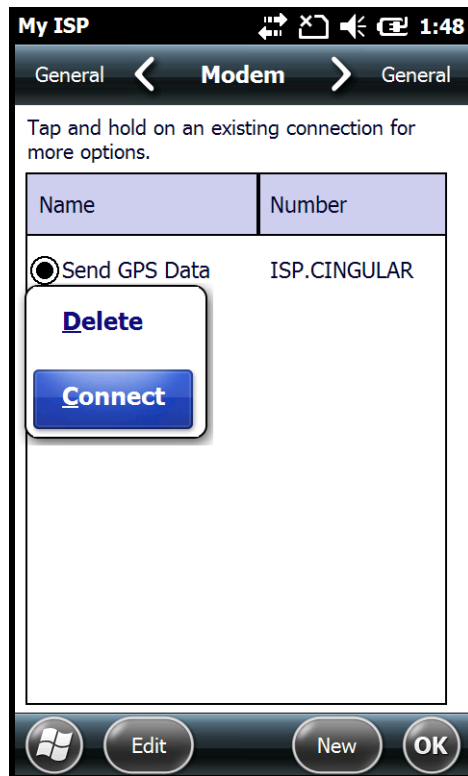 My ISP 1:48
General Modem General
Tap and hold on an existing connection for
more options.
Name Number
Send GPS Data ISP.CINGULAR
Delete
Connect
Edit New OK